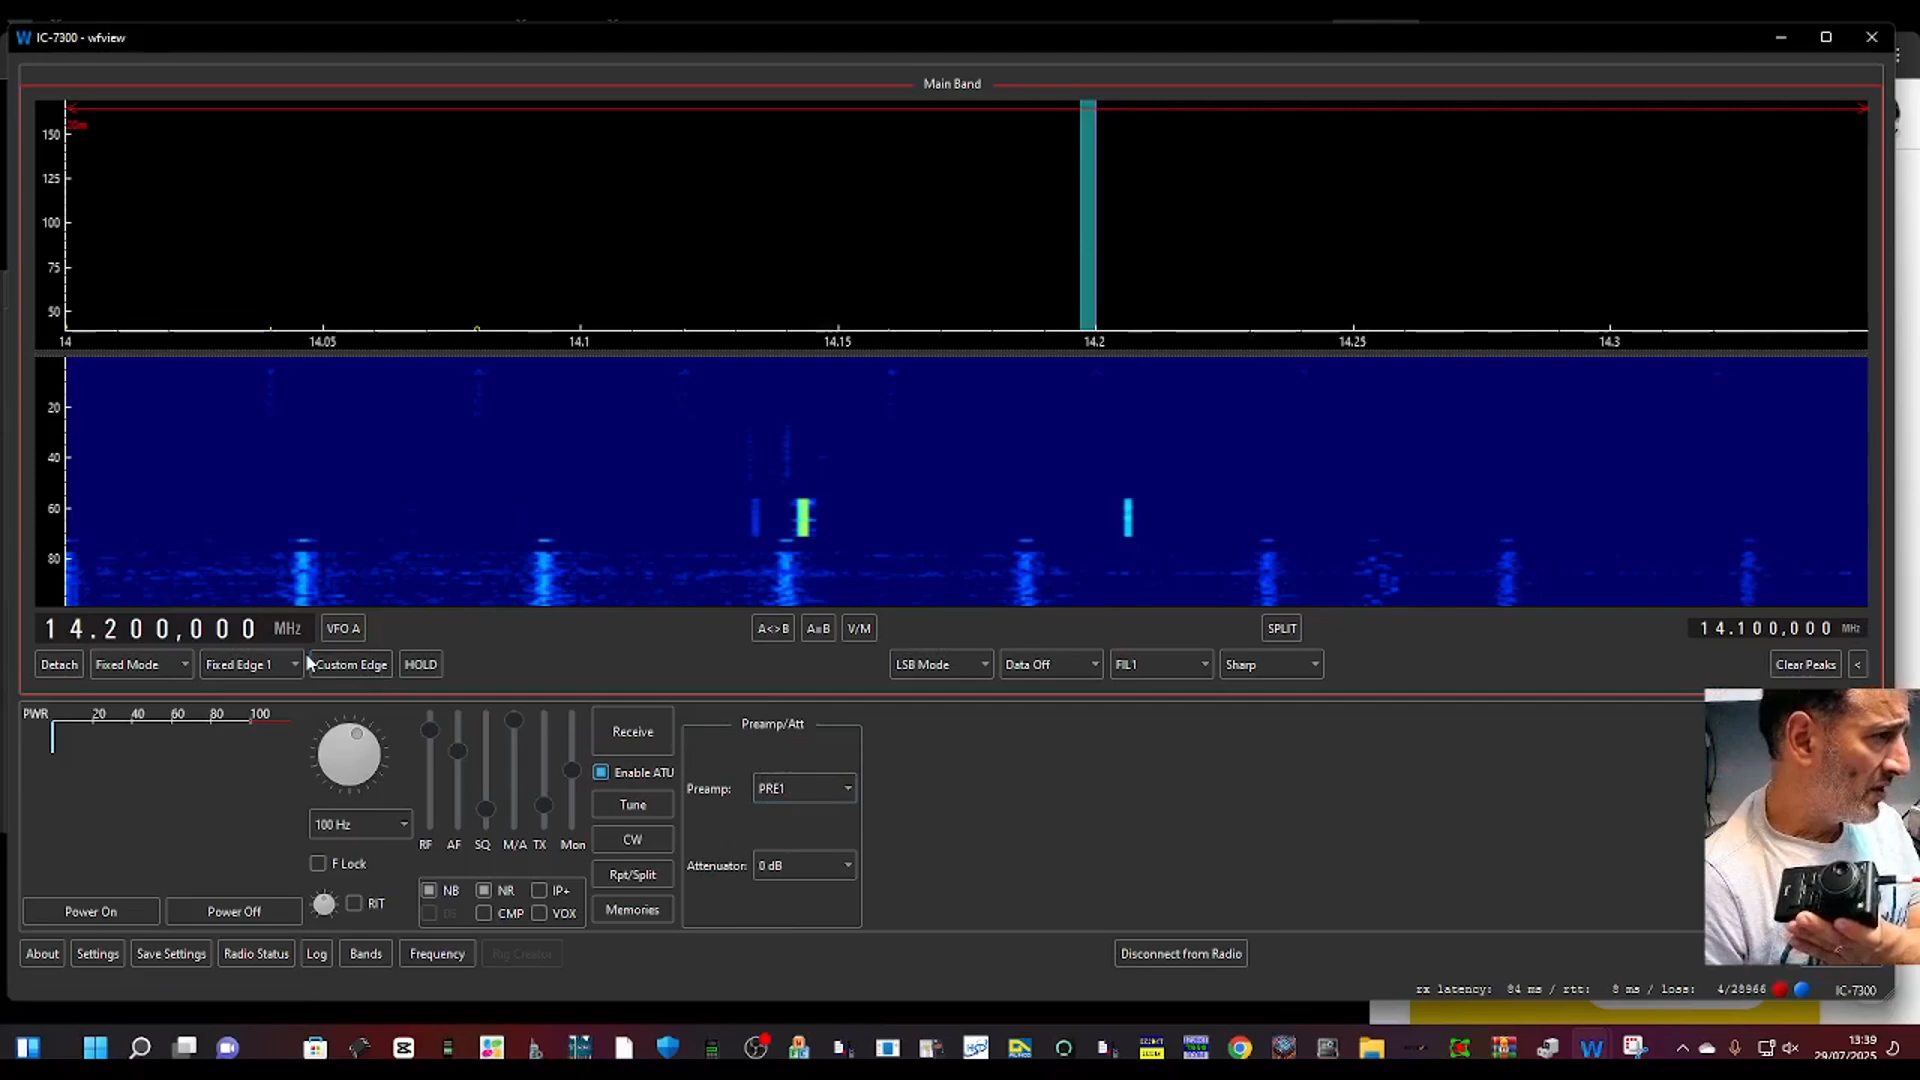 IC-7300 - wfview
Main Band
150
125
100
75
50
14 14.05 14.1 14.15 14.2 14.25 14.3
20
40
60
80
14.200,000 MHz VFO A A<>B A=B V/M SPLIT 14.100,000 MHz
Detach Fixed Mode Fixed Edge 1 Custom Edge HOLD LSB Mode Data Off FIL1 Sharp Clear Peaks <
PWR 20 40 60 80 100
Receive
Enable ATU
Tune
CW
Rpt/Split
Memories
Preamp/Att
Preamp: PRE1
Attenuator: 0 dB
100 Hz
F Lock
RIT
RF AF SQ M/A TX Mon
NB NR IP+
CMP VOX
Power On Power Off
About Settings Save Settings Radio Status Log Bands Frequency Rig Creator Disconnect from Radio
rx latency: 84 ms / rtt: 8 ms / loss: 4/28966 IC-7300
13:39
29/07/2025